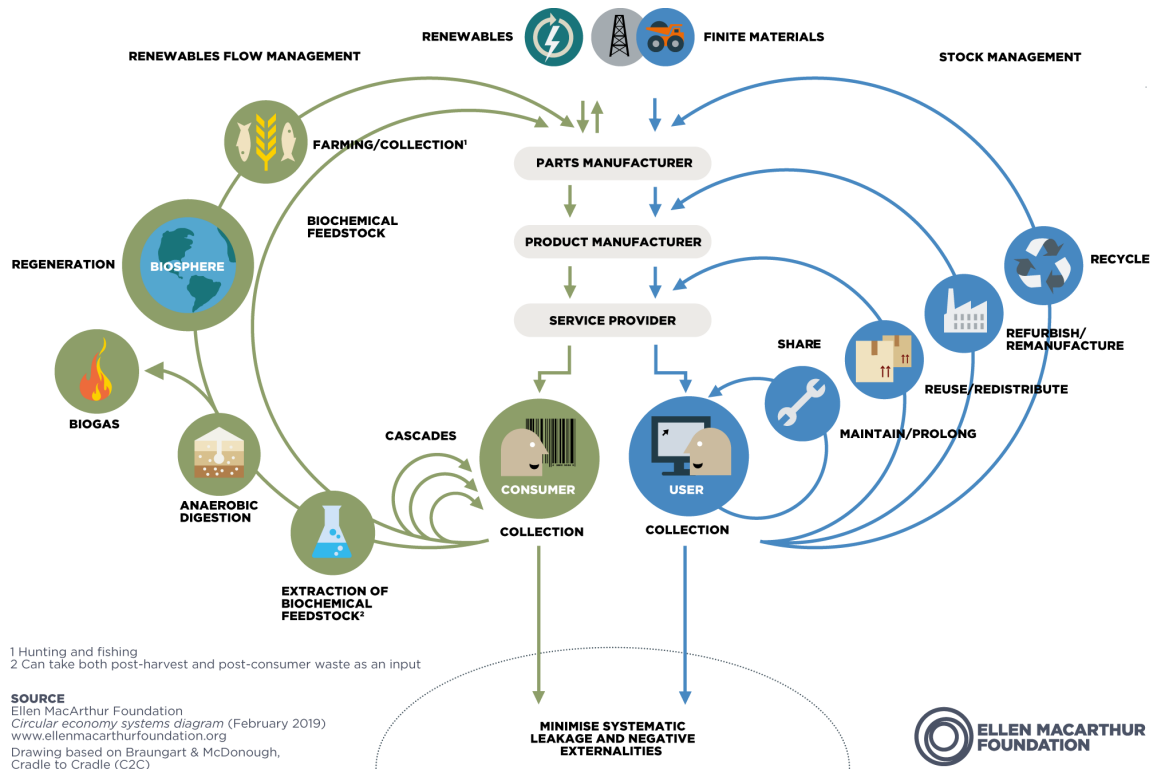 RENEWABLES
FINITE MATERIALS
RENEWABLES FLOW MANAGEMENT
STOCK MANAGEMENT
FARMING/COLLECTION¹
PARTS MANUFACTURER
BIOCHEMICAL
FEEDSTOCK
PRODUCT MANUFACTURER
REGENERATION
BIOSPHERE
RECYCLE
SERVICE PROVIDER
REFURBISH/
REMANUFACTURE
SHARE
REUSE/REDISTRIBUTE
BIOGAS
MAINTAIN/PROLONG
CASCADES
CONSUMER
USER
ANAEROBIC
DIGESTION
COLLECTION
COLLECTION
EXTRACTION OF
BIOCHEMICAL
FEEDSTOCK²
1 Hunting and fishing
2 Can take both post-harvest and post-consumer waste as an input
SOURCE
Ellen MacArthur Foundation
Circular economy systems diagram (February 2019)
www.ellenmacarthurfoundation.org
Drawing based on Braungart & McDonough,
Cradle to Cradle (C2C)
MINIMISE SYSTEMATIC
LEAKAGE AND NEGATIVE
EXTERNALITIES
ELLEN MACARTHUR
FOUNDATION